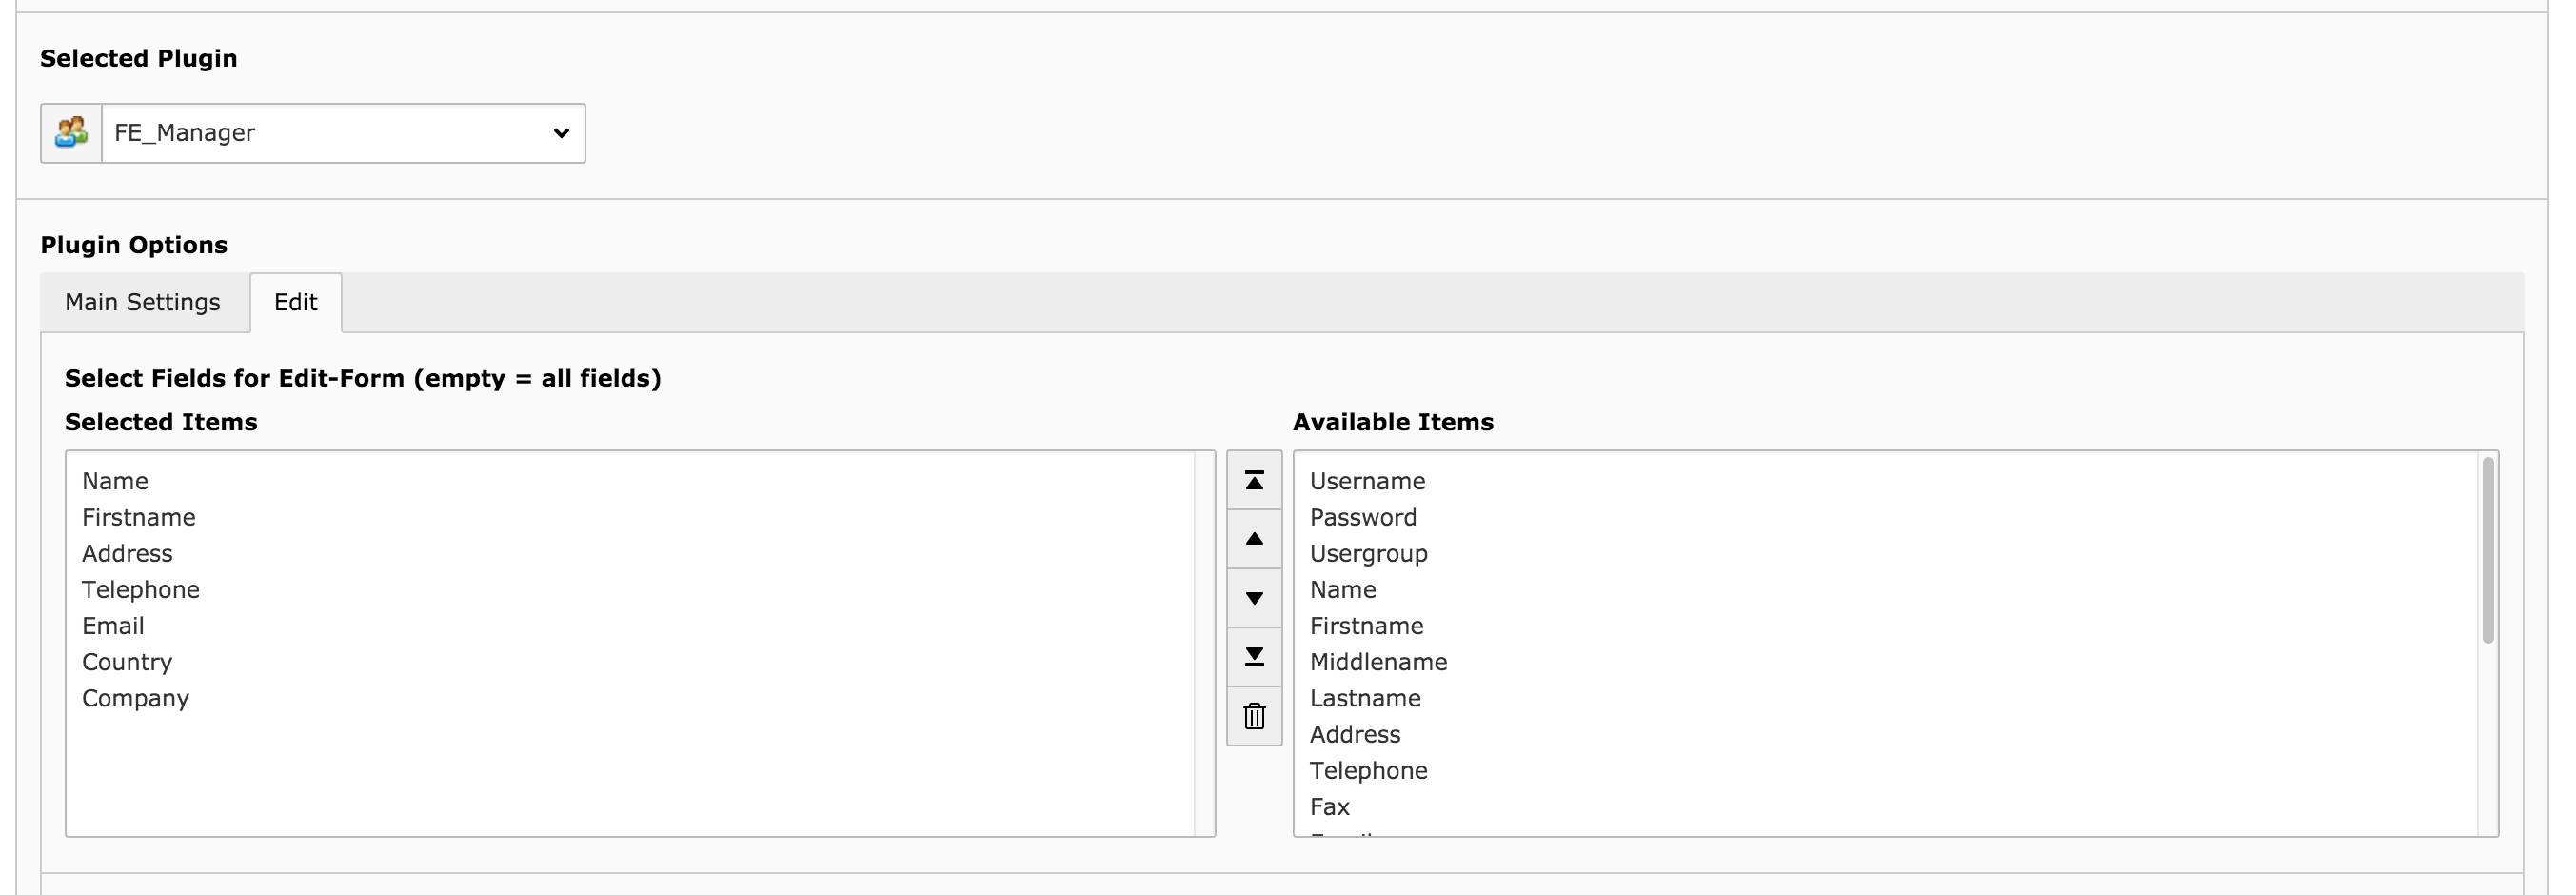 Selected Plugin
FE_Manager
Plugin Options
Main Settings
Edit
Select Fields for Edit-Form (empty = all fields)
Selected Items
Name
Firstname
Address
Telephone
Email
Country
Company
Available Items
Username
Password
Usergroup
Name
Firstname
Middlename
Lastname
Address
Telephone
Fax